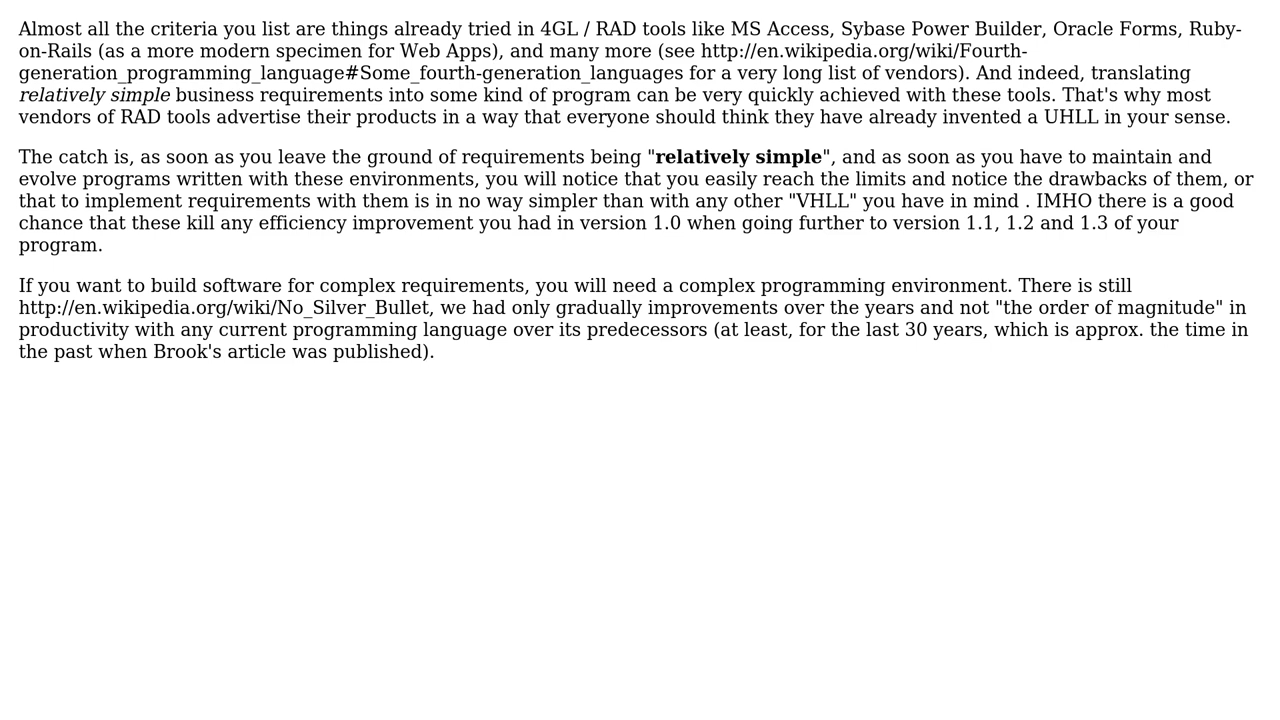 Almost all the criteria you list are things already tried in 4GL / RAD tools like MS Access, Sybase Power Builder, Oracle Forms, Ruby-
on-Rails (as a more modern specimen for Web Apps), and many more (see http://en.wikipedia.org/wiki/Fourth-
generation_programming_language#Some_fourth-generation_languages for a very long list of vendors). And indeed, translating
relatively simple business requirements into some kind of program can be very quickly achieved with these tools. That's why most
vendors of RAD tools advertise their products in a way that everyone should think they have already invented a UHLL in your sense.
The catch is, as soon as you leave the ground of requirements being "relatively simple", and as soon as you have to maintain and
evolve programs written with these environments, you will notice that you easily reach the limits and notice the drawbacks of them, or
that to implement requirements with them is in no way simpler than with any other "VHLL" you have in mind . IMHO there is a good
chance that these kill any efficiency improvement you had in version 1.0 when going further to version 1.1, 1.2 and 1.3 of your
program.
If you want to build software for complex requirements, you will need a complex programming environment. There is still
http://en.wikipedia.org/wiki/No_Silver_Bullet, we had only gradually improvements over the years and not "the order of magnitude" in
productivity with any current programming language over its predecessors (at least, for the last 30 years, which is approx. the time in
the past when Brook's article was published).